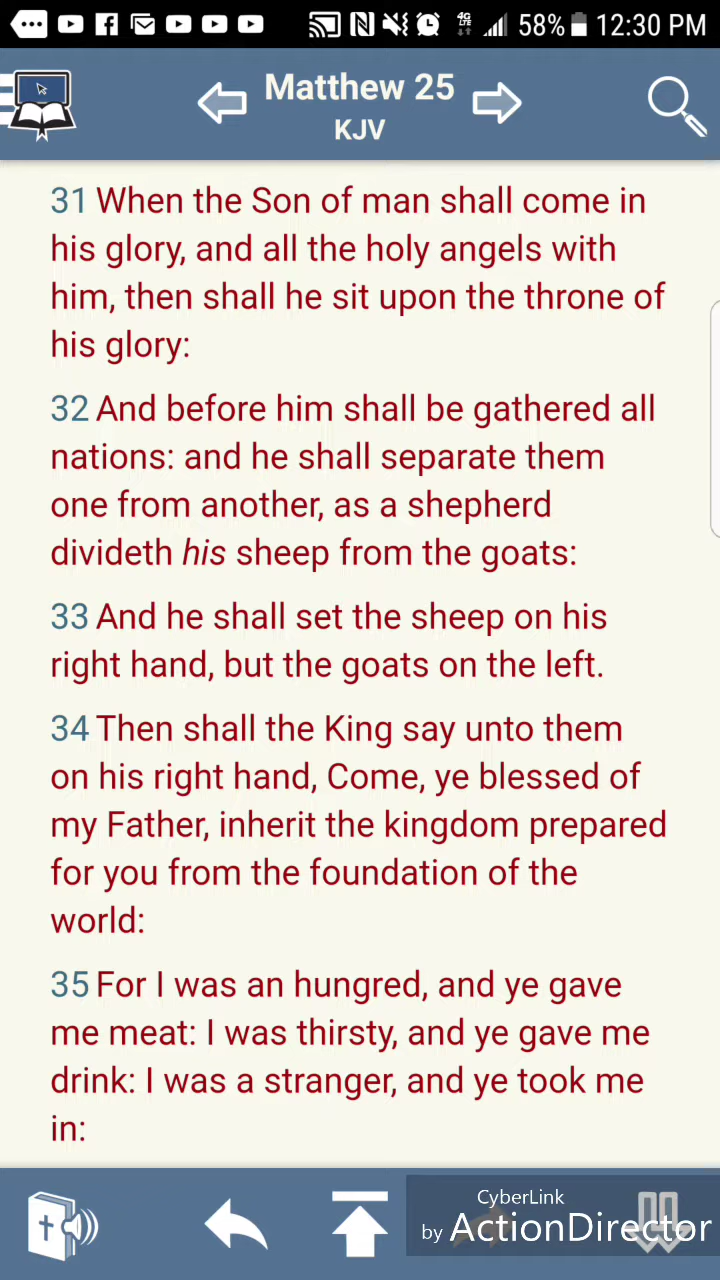 4G
LTE
58%
12:30 PM
Matthew 25
KJV
31 When the Son of man shall come in
his glory, and all the holy angels with
him, then shall he sit upon the throne of
his glory:
32 And before him shall be gathered all
nations: and he shall separate them
one from another, as a shepherd
divideth his sheep from the goats:
33 And he shall set the sheep on his
right hand, but the goats on the left.
34 Then shall the King say unto them
on his right hand, Come, ye blessed of
my Father, inherit the kingdom prepared
for you from the foundation of the
world:
35 For I was an hungred, and ye gave
me meat: I was thirsty, and ye gave me
drink: I was a stranger, and ye took me
in:
CyberLink
by ActionDirector